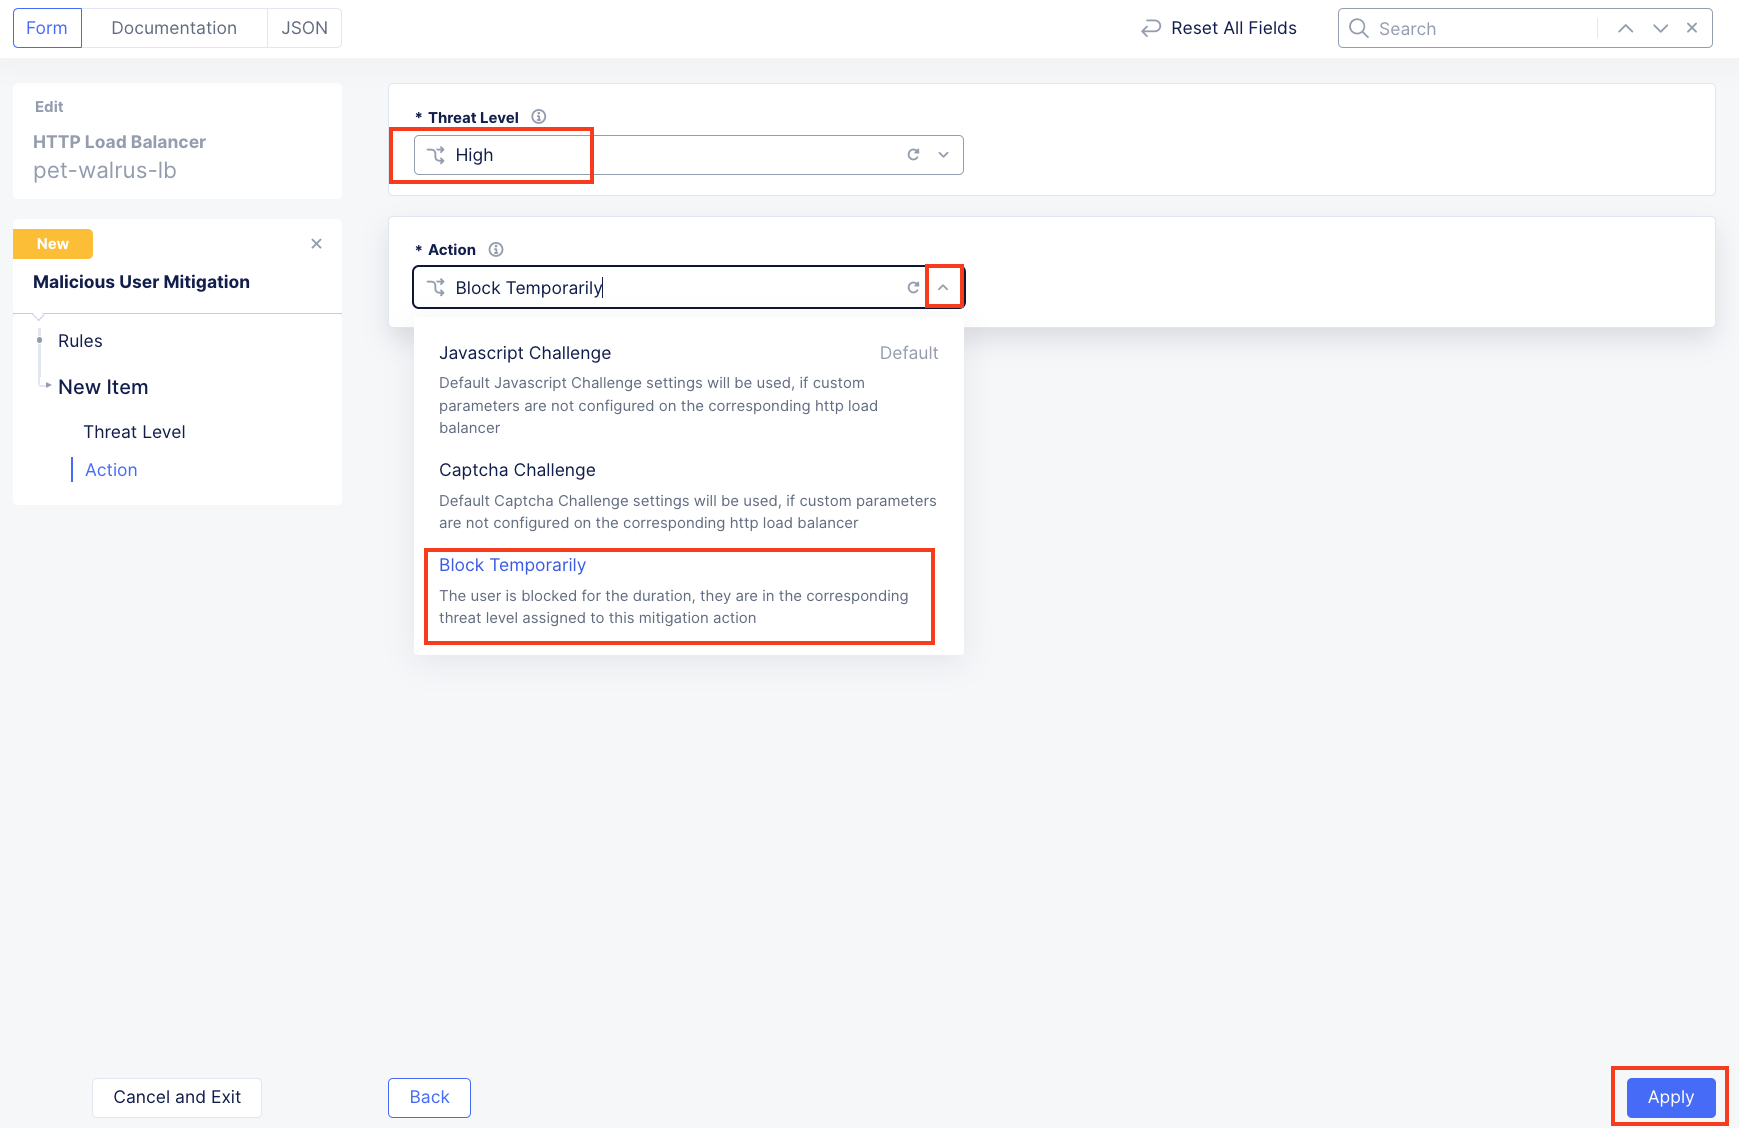 Form
Documentation
JSON
Reset All Fields
Search
Edit
HTTP Load Balancer
pet-walrus-lb
New
Malicious User Mitigation
Rules
New Item
Threat Level
Action
* Threat Level
High
* Action
Block Temporarily
Javascript Challenge
Default
Default Javascript Challenge settings will be used, if custom
parameters are not configured on the corresponding http load
balancer
Captcha Challenge
Default Captcha Challenge settings will be used, if custom parameters
are not configured on the corresponding http load balancer
Block Temporarily
The user is blocked for the duration, they are in the corresponding
threat level assigned to this mitigation action
Cancel and Exit
Back
Apply